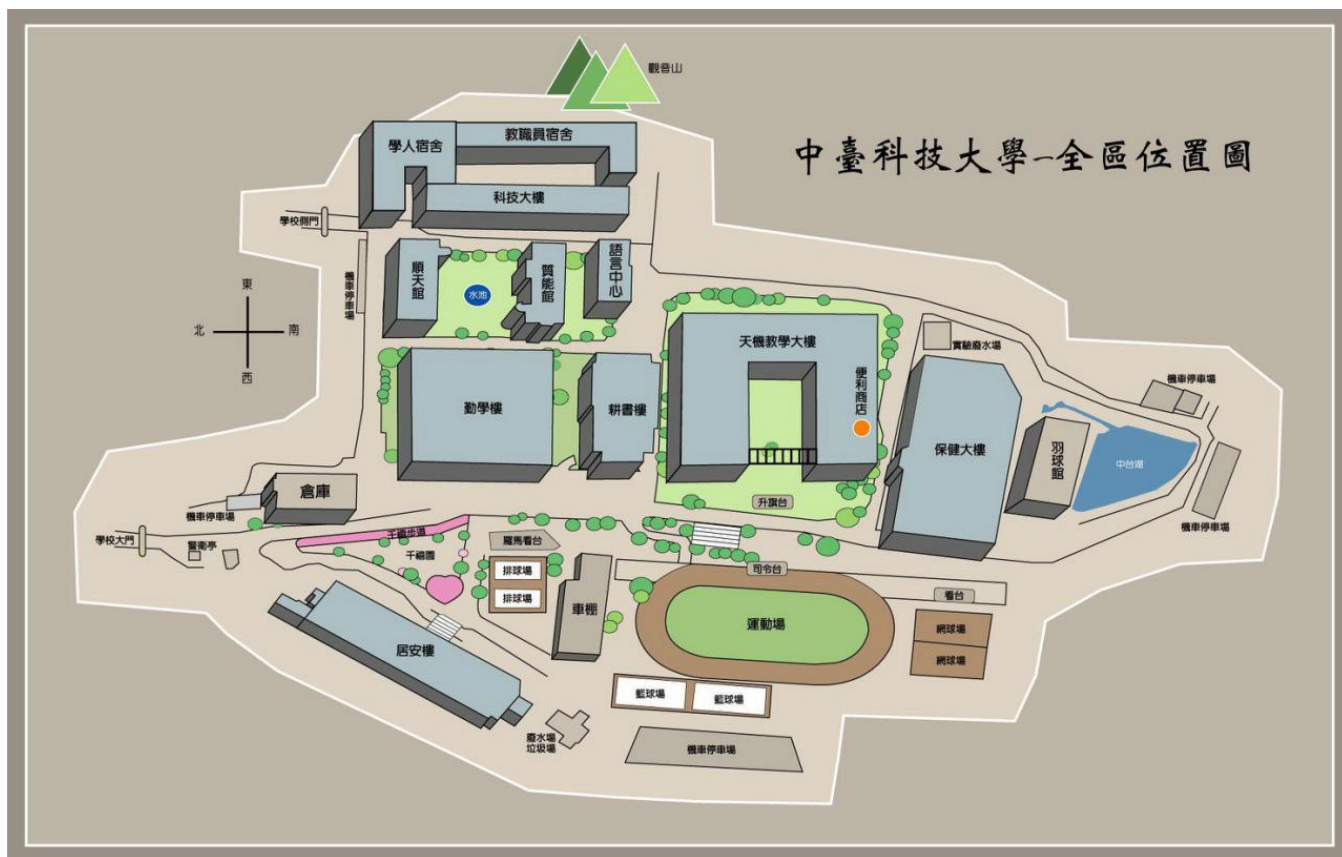 觀音山
中臺科技大學-全區位置圖
學人宿舍
教職員宿舍
科技大樓
學校側門
機車停車場
順天館
水池
質能館
語言中心
東
北
南
西
天機教學大樓
便利商店
實驗廢水場
機車停車場
勤學樓
耕書樓
保健大樓
羽球館
中台湖
機車停車場
倉庫
機車停車場
升旗台
學校大門
警衛亭
千禧步道
千禧園
羅馬看台
排球場
排球場
車棚
司令台
看台
運動場
網球場
網球場
居安樓
籃球場
籃球場
廢水場
垃圾場
機車停車場